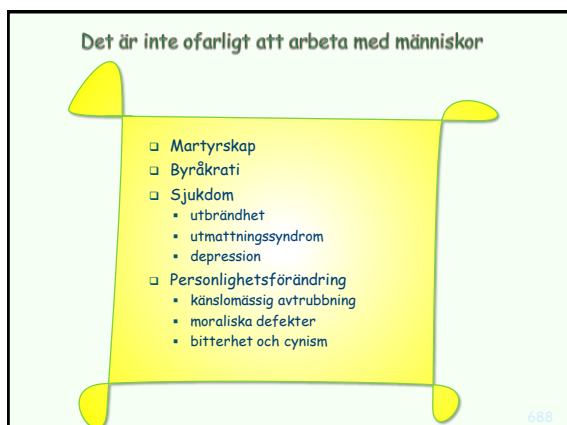 Det är inte ofarligt att arbeta med människor
Martyrskap
Byråkrati
Sjukdom
utbrändhet
utmattningssyndrom
depression
Personlighetsförändring
känslomässig avtrubbning
moraliska defekter
bitterhet och cynism
688